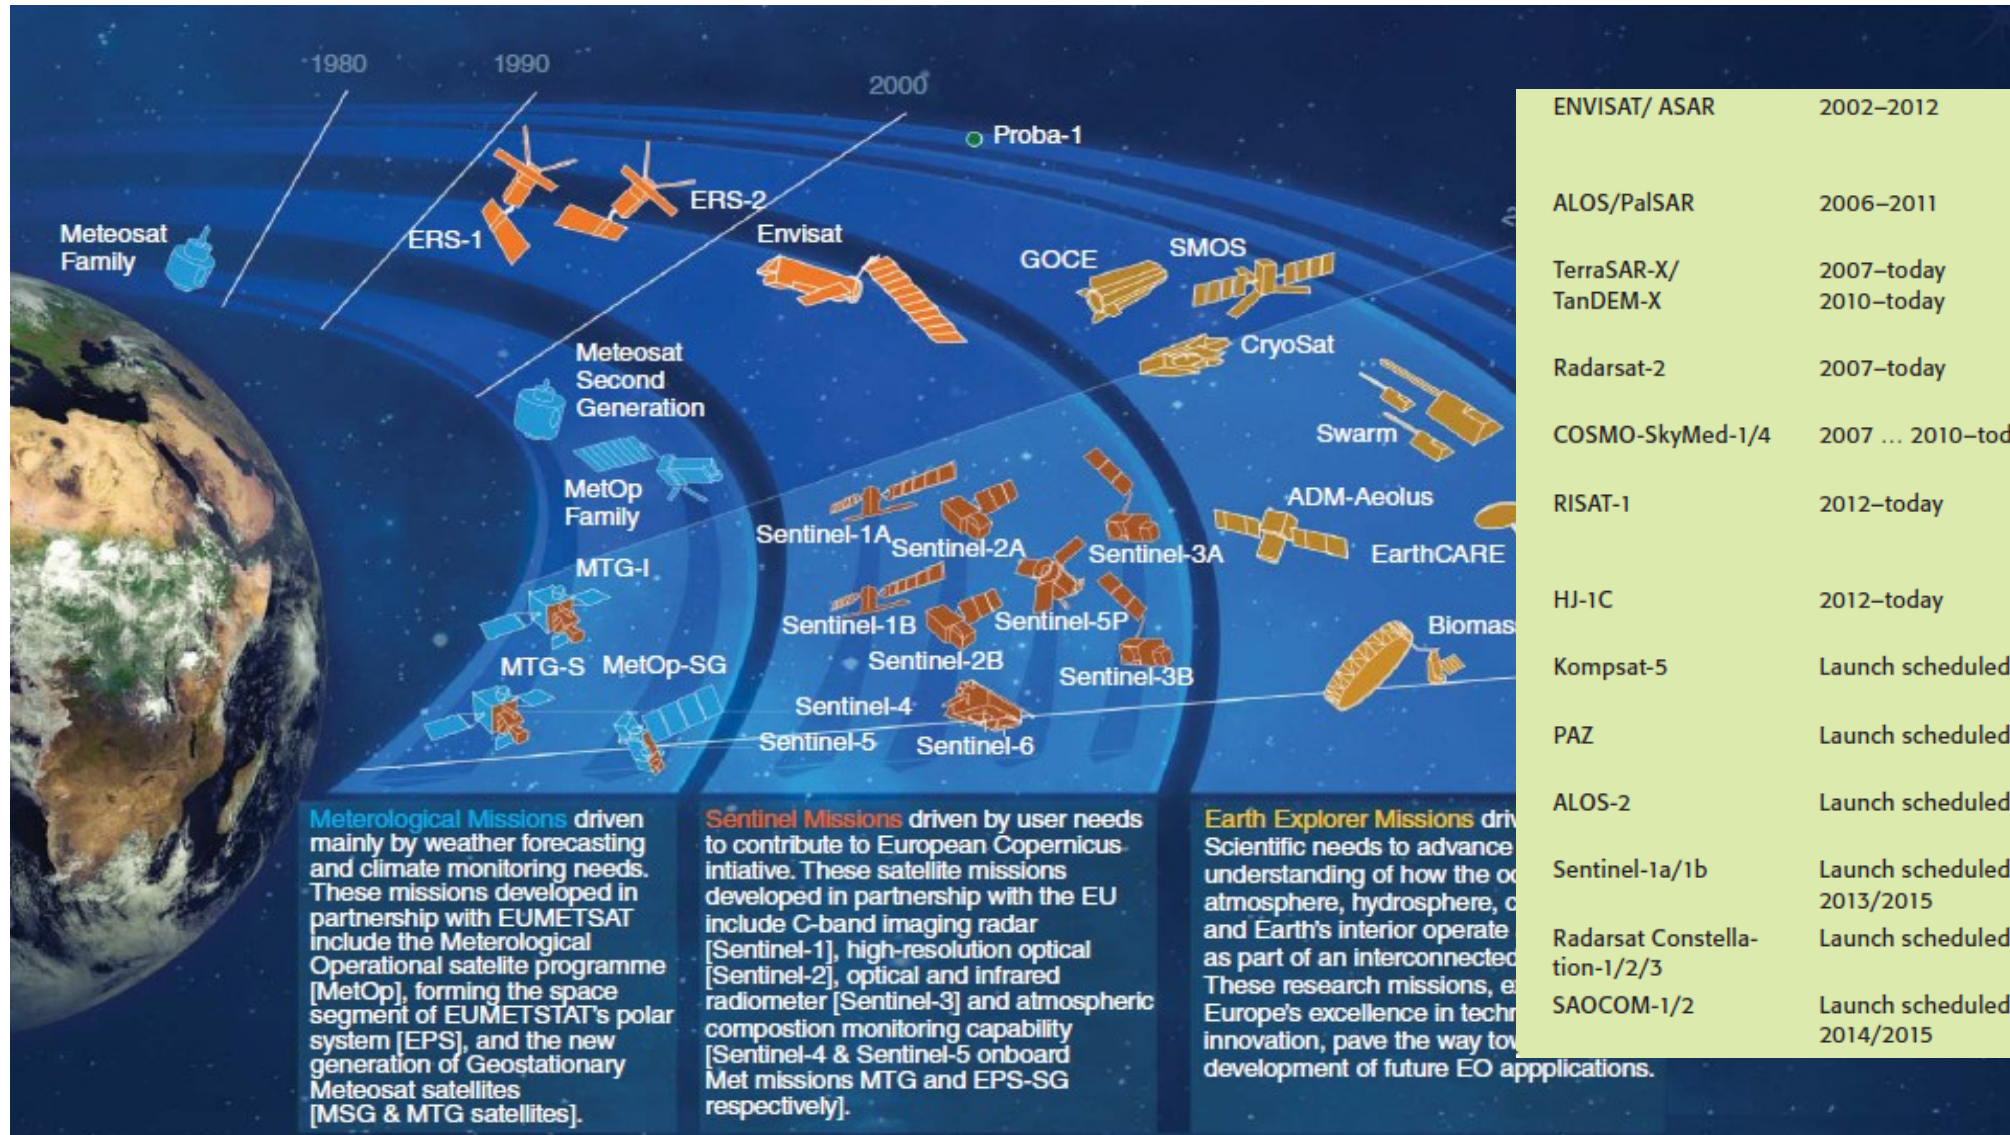 1980
1990
2000
Proba-1
ERS-2
ERS-1
Meteosat
Family
Envisat
GOCE
SMOS
CryoSat
Meteosat
Second
Generation
Swarm
MetOp
Family
ADM-Aeolus
Sentinel-1A
Sentinel-2A
Sentinel-3A
EarthCARE
MTG-I
Sentinel-1B
Sentinel-5P
Biomas
Sentinel-2B
Sentinel-3B
MTG-S
MetOp-SG
Sentinel-4
Sentinel-5
Sentinel-6
Meterological Missions driven
mainly by weather forecasting
and climate monitoring needs.
These missions developed in
partnership with EUMETSAT
include the Meterological
Operational satelite programme
[MetOp], forming the space
segment of EUMETSTAT's polar
system [EPS], and the new
generation of Geostationary
Meteosat satellites
[MSG & MTG satellites].
Sentinel Missions driven by user needs
to contribute to European Copernicus
intiative. These satellite missions
developed in partnership with the EU
include C-band imaging radar
[Sentinel-1], high-resolution optical
[Sentinel-2], optical and infrared
radiometer [Sentinel-3] and atmospheric
compostion monitoring capability
[Sentinel-4 & Sentinel-5 onboard
Met missions MTG and EPS-SG
respectively].
Earth Explorer Missions
Scientific needs to advance
understanding of how the
atmosphere, hydrosphere,
and Earth's interior operate
as part of an interconnected
These research missions,
Europe's excellence in
innovation, pave the way
development of future EO appplications.
ENVISAT/ ASAR 2002–2012
ALOS/PalSAR 2006–2011
TerraSAR-X/ 2007–today
TanDEM-X 2010–today
Radarsat-2 2007–today
COSMO-SkyMed-1/4 2007 ... 2010–tod
RISAT-1 2012–today
HJ-1C 2012–today
Kompsat-5 Launch scheduled
PAZ Launch scheduled
ALOS-2 Launch scheduled
Sentinel-1a/1b Launch scheduled
2013/2015
Radarsat Constella- Launch scheduled
tion-1/2/3
SAOCOM-1/2 Launch scheduled
2014/2015